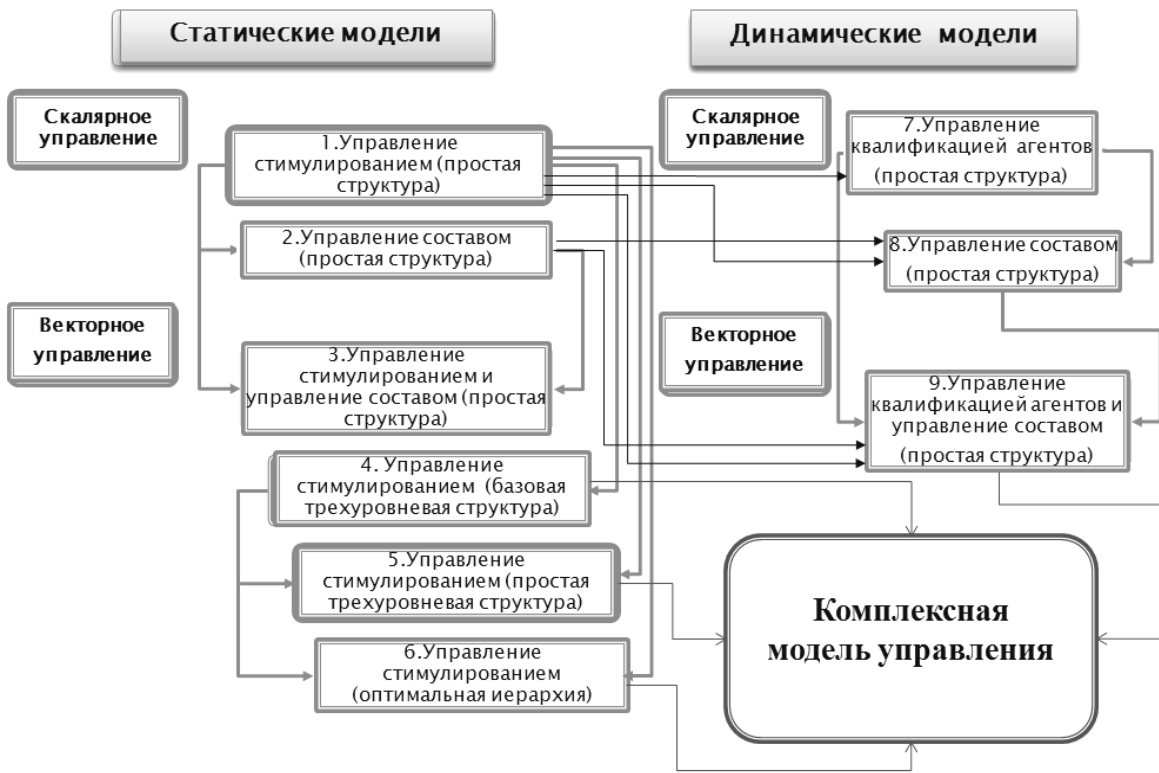 Статические модели
Динамические модели
Скалярное
управление
1.Управление
стимулированием (простая
структура)
2.Управление составом
(простая структура)
Векторное
управление
3.Управление
стимулированием и
управление составом (простая
структура)
4. Управление
стимулированием (базовая
трехуровневая структура)
5.Управление
стимулированием (простая
трехуровневая структура)
6.Управление
стимулированием
(оптимальная иерархия)
Скалярное
управление
7.Управление
квалификацией агентов
(простая структура)
8.Управление составом
(простая структура)
Векторное
управление
9.Управление
квалификацией агентов и
управление составом
(простая структура)
Комплексная
модель управления